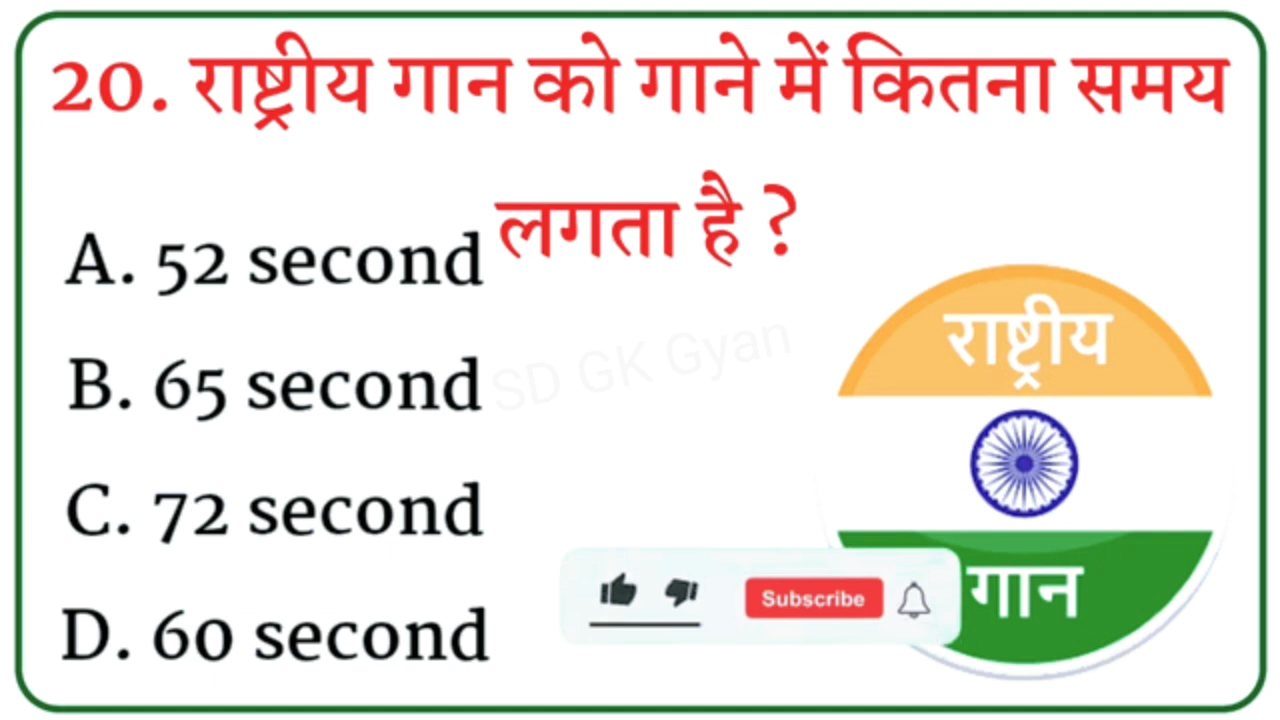 20. राष्ट्रीय गान को गाने में कितना समय
लगता है ?
A. 52 second
B. 65 second
C. 72 second
D. 60 second
SD GK Gyan
राष्ट्रीय
गान
Subscribe